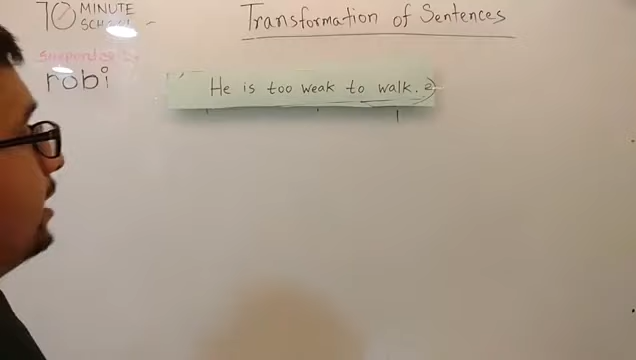 10 MINUTE
SCHOOL
Transformation of Sentences
robi
He is too weak to walk.